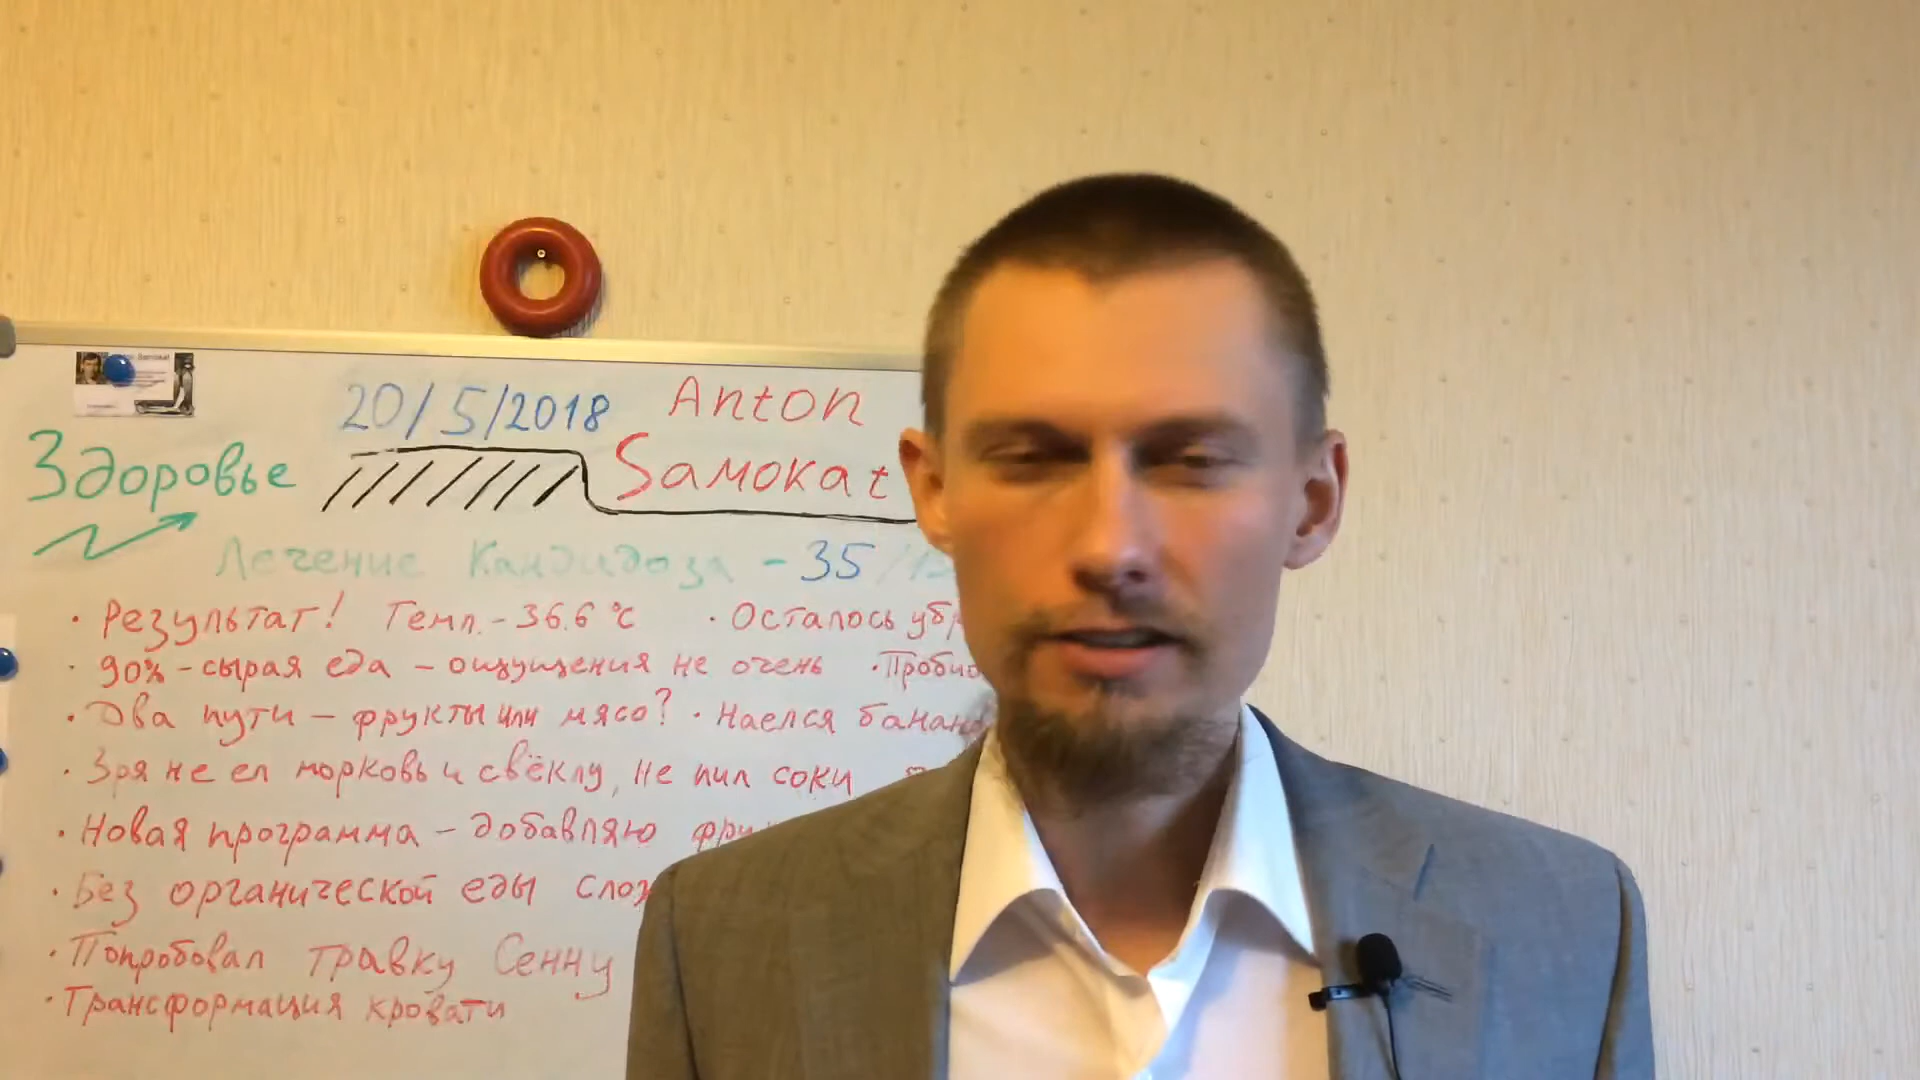 20/5/2018 Anton
Здоровье Samokat
Лечение Кандидоза - 35
• Результат! Темп. - 36.6 °C • Осталось
• 90% - сырая еда - ощущения не очень
• Два пути - фрукты или мясо? • Наелся
• Зря не ел морковь и свёклу, не пил соки
• Новая программа - добавляю
• Без органической еды
• Попробовал травку Сенну
• Трансформация кровати